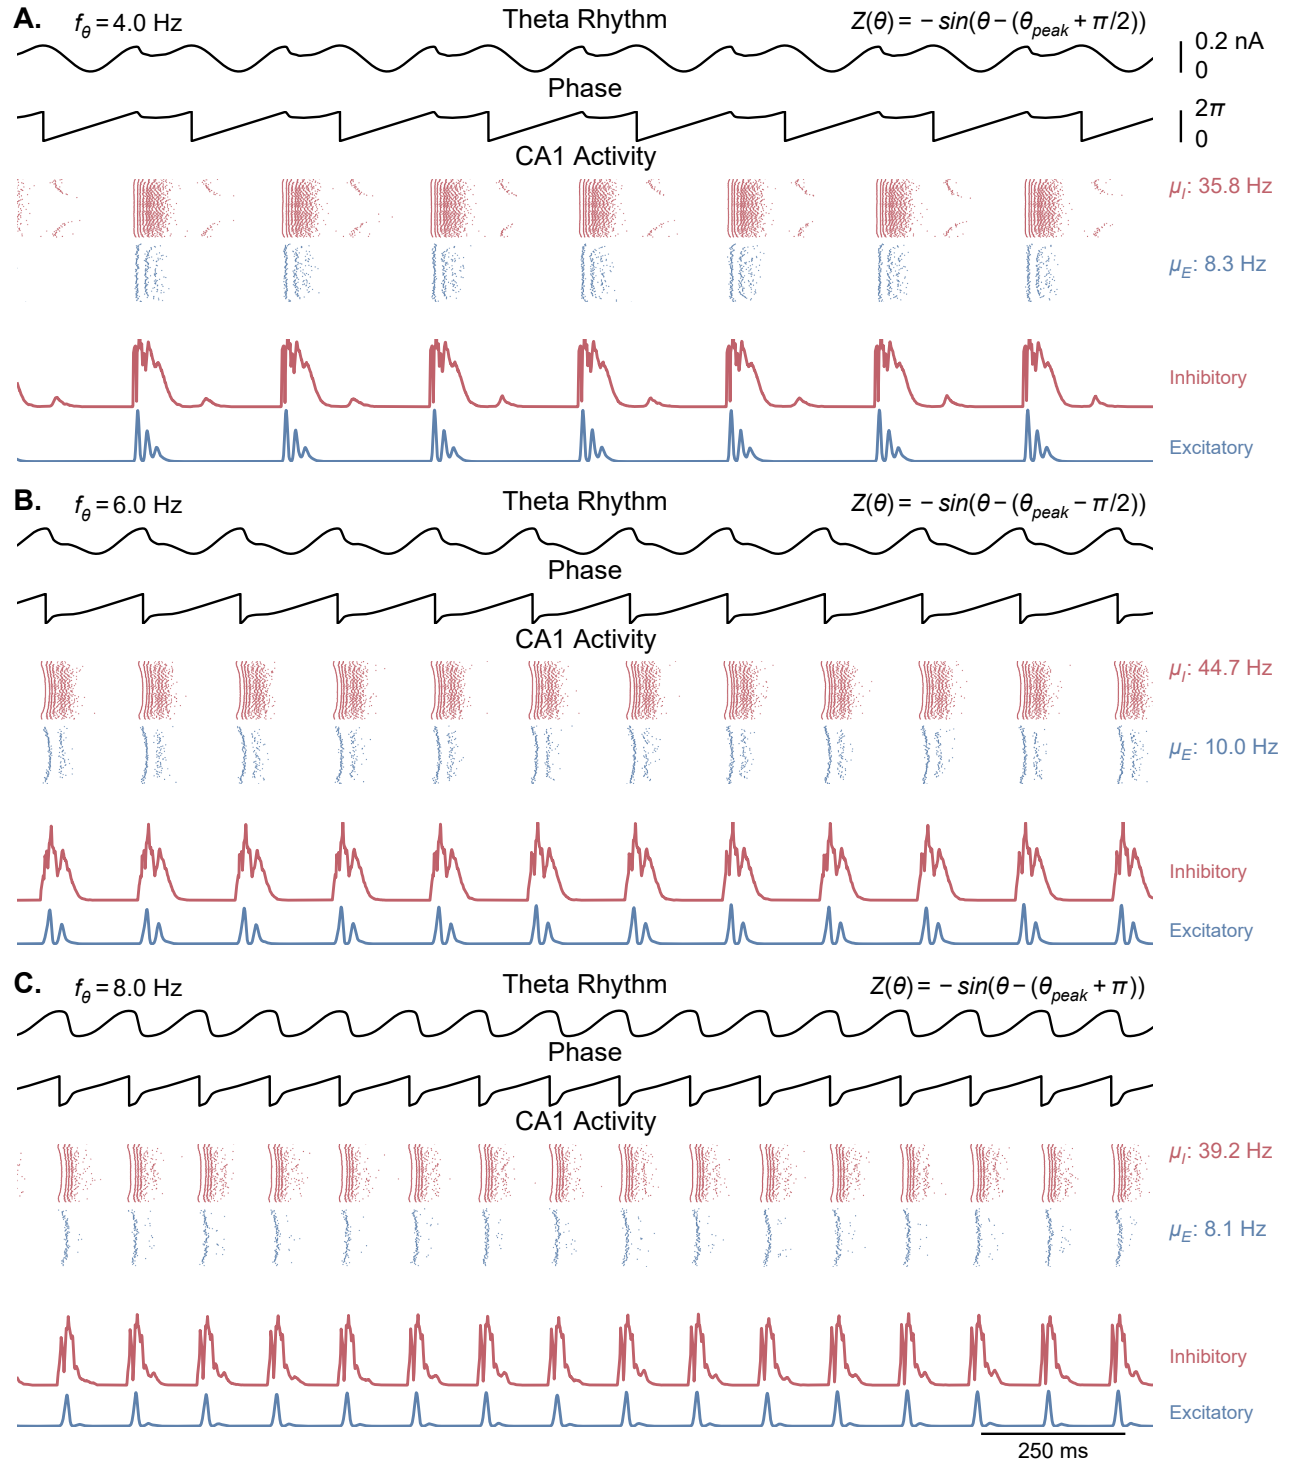 A.
f_θ = 4.0 Hz
Theta Rhythm
Z(θ) = − sin(θ − (θ_peak + π/2))
0.2 nA
0
Phase
2π
0
CA1 Activity
μ_I: 35.8 Hz
μ_E: 8.3 Hz
Inhibitory
Excitatory
B.
f_θ = 6.0 Hz
Theta Rhythm
Z(θ) = − sin(θ − (θ_peak − π/2))
Phase
CA1 Activity
μ_I: 44.7 Hz
μ_E: 10.0 Hz
Inhibitory
Excitatory
C.
f_θ = 8.0 Hz
Theta Rhythm
Z(θ) = − sin(θ − (θ_peak + π))
Phase
CA1 Activity
μ_I: 39.2 Hz
μ_E: 8.1 Hz
Inhibitory
Excitatory
250 ms